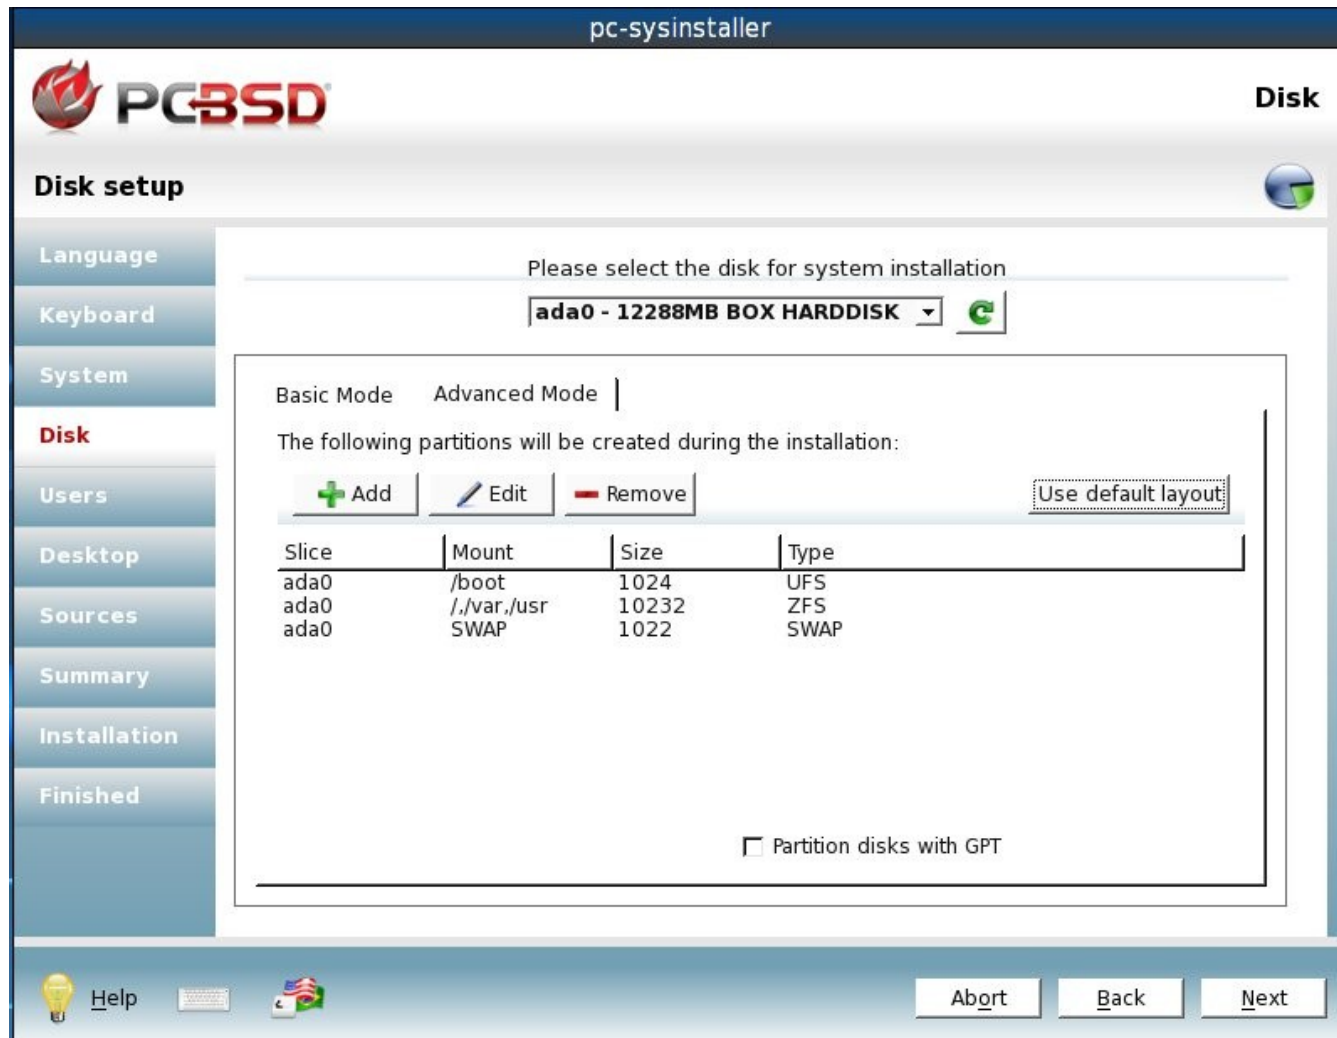 pc-sysinstaller
PCBSD
Disk
Disk setup
Language
Keyboard
System
Disk
Users
Desktop
Sources
Summary
Installation
Finished
Please select the disk for system installation
ada0 - 12288MB BOX HARDDISK
Basic Mode Advanced Mode
The following partitions will be created during the installation:
Add Edit Remove Use default layout
Slice Mount Size Type
ada0 /boot 1024 UFS
ada0 /,/var,/usr 10232 ZFS
ada0 SWAP 1022 SWAP
Partition disks with GPT
Help Abort Back Next